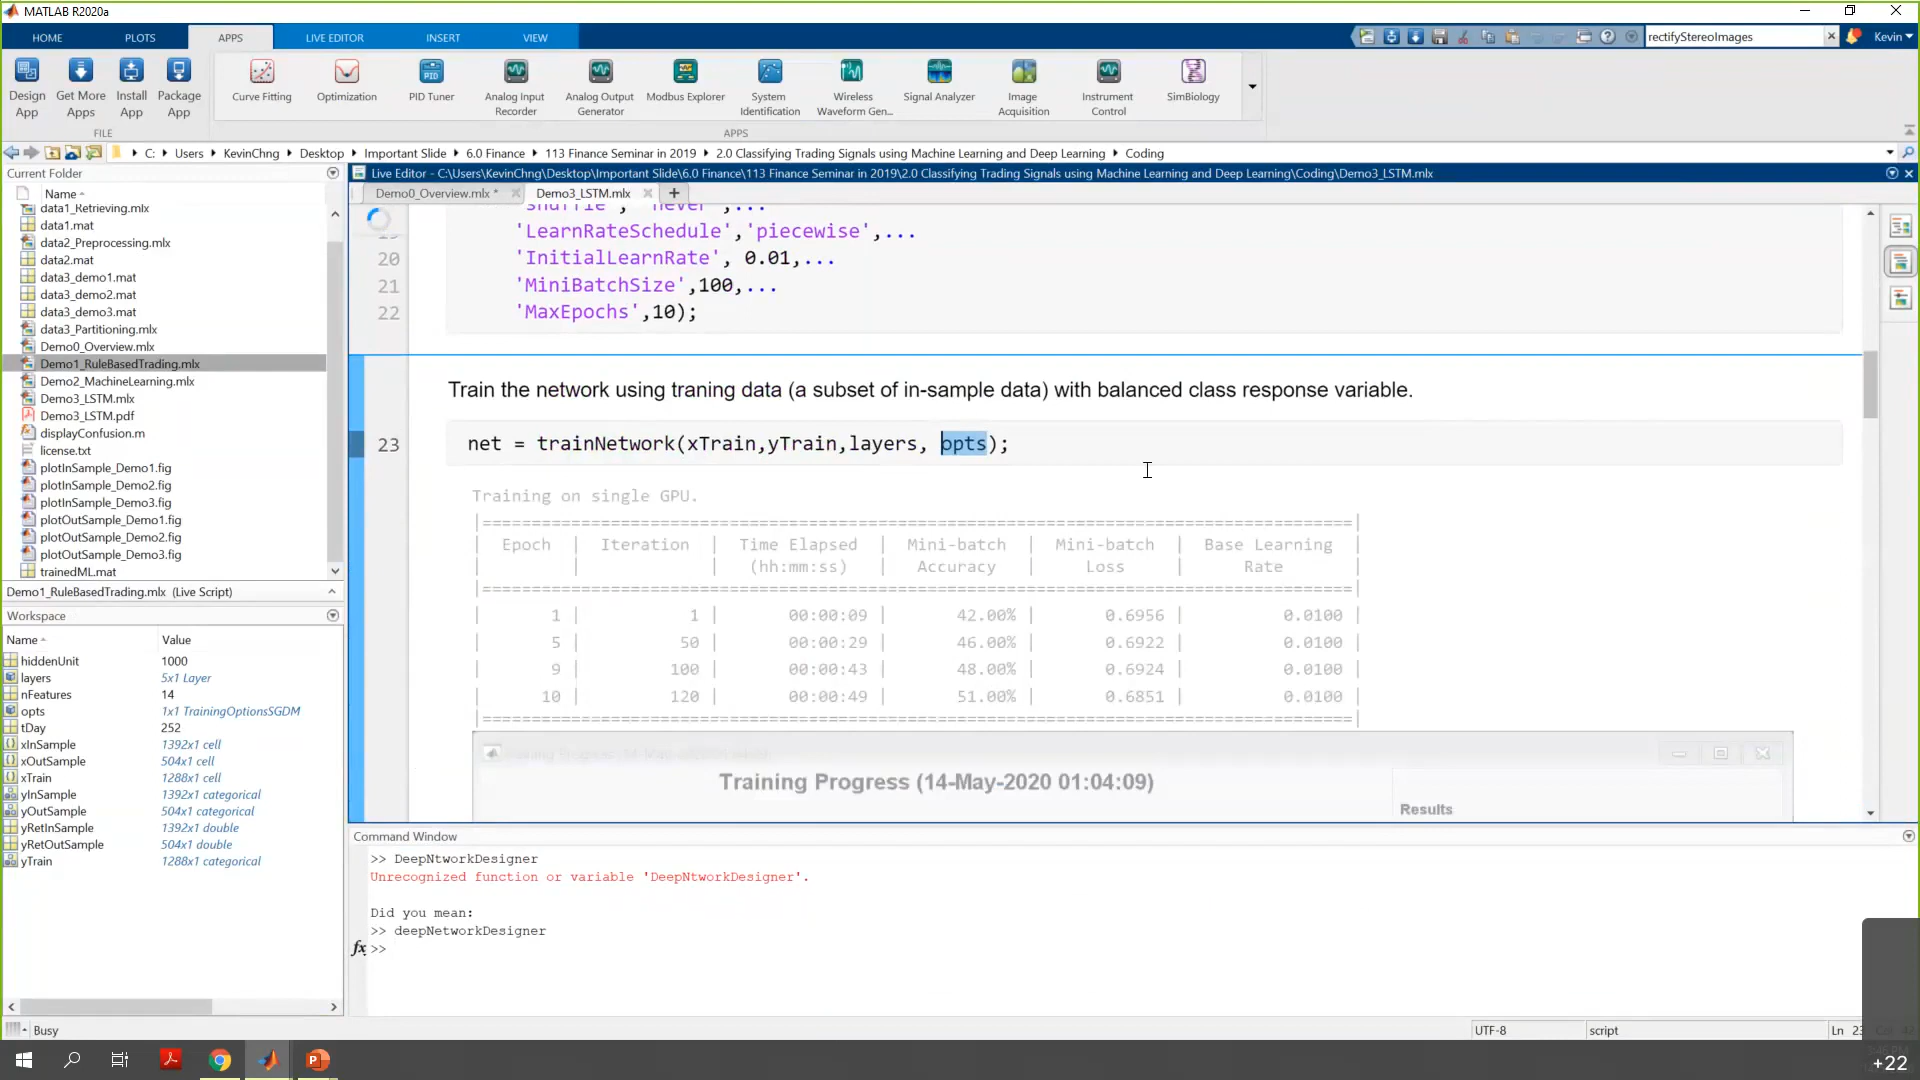 MATLAB R2020a
HOME PLOTS APPS LIVE EDITOR INSERT VIEW
rectifyStereoImages
Kevin
Design App
Get More Apps
Install App
Package App
FILE
Curve Fitting
Optimization
PID Tuner
Analog Input Recorder
Analog Output Generator
Modbus Explorer
System Identification
Wireless Waveform Gen...
Signal Analyzer
Image Acquisition
Instrument Control
SimBiology
APPS
C: Users KevinChng Desktop Important Slide 6.0 Finance 113 Finance Seminar in 2019 2.0 Classifying Trading Signals using Machine Learning and Deep Learning Coding
Current Folder
Name
data1_Retrieving.mlx
data1.mat
data2_Preprocessing.mlx
data2.mat
data3_demo1.mat
data3_demo2.mat
data3_demo3.mat
data3_Partitioning.mlx
Demo0_Overview.mlx
Demo1_RuleBasedTrading.mlx
Demo2_MachineLearning.mlx
Demo3_LSTM.mlx
Demo3_LSTM.pdf
displayConfusion.m
license.txt
plotInSample_Demo1.fig
plotInSample_Demo2.fig
plotInSample_Demo3.fig
plotOutSample_Demo1.fig
plotOutSample_Demo2.fig
plotOutSample_Demo3.fig
trainedML.mat
Demo1_RuleBasedTrading.mlx (Live Script)
Workspace
Name Value
hiddenUnit 1000
layers 5x1 Layer
nFeatures 14
opts 1x1 TrainingOptionsSGDM
tDay 252
xInSample 1392x1 cell
xOutSample 504x1 cell
xTrain 1288x1 cell
yInSample 1392x1 categorical
yOutSample 504x1 categorical
yRetInSample 1392x1 double
yRetOutSample 504x1 double
yTrain 1288x1 categorical
Live Editor - C:\Users\KevinChng\Desktop\Important Slide\6.0 Finance\113 Finance Seminar in 2019\2.0 Classifying Trading Signals using Machine Learning and Deep Learning\Coding\Demo3_LSTM.mlx
Demo0_Overview.mlx *
Demo3_LSTM.mlx
'LearnRateSchedule','piecewise',...
20 'InitialLearnRate', 0.01,...
21 'MiniBatchSize',100,...
22 'MaxEpochs',10);
Train the network using traning data (a subset of in-sample data) with balanced class response variable.
23 net = trainNetwork(xTrain,yTrain,layers, opts);
Training on single GPU.
|======================================================================================|
| Epoch | Iteration | Time Elapsed | Mini-batch | Mini-batch | Base Learning |
| | | (hh:mm:ss) | Accuracy | Loss | Rate |
|======================================================================================|
| 1 | 1 | 00:00:09 | 42.00% | 0.6956 | 0.0100 |
| 5 | 50 | 00:00:29 | 46.00% | 0.6922 | 0.0100 |
| 9 | 100 | 00:00:43 | 48.00% | 0.6924 | 0.0100 |
| 10 | 120 | 00:00:49 | 51.00% | 0.6851 | 0.0100 |
|======================================================================================|
Training Progress (14-May-2020 01:04:09)
Results
Command Window
>> DeepNtworkDesigner
Unrecognized function or variable 'DeepNtworkDesigner'.
Did you mean:
>> deepNetworkDesigner
fx >>
Busy
UTF-8
script
Ln
+22